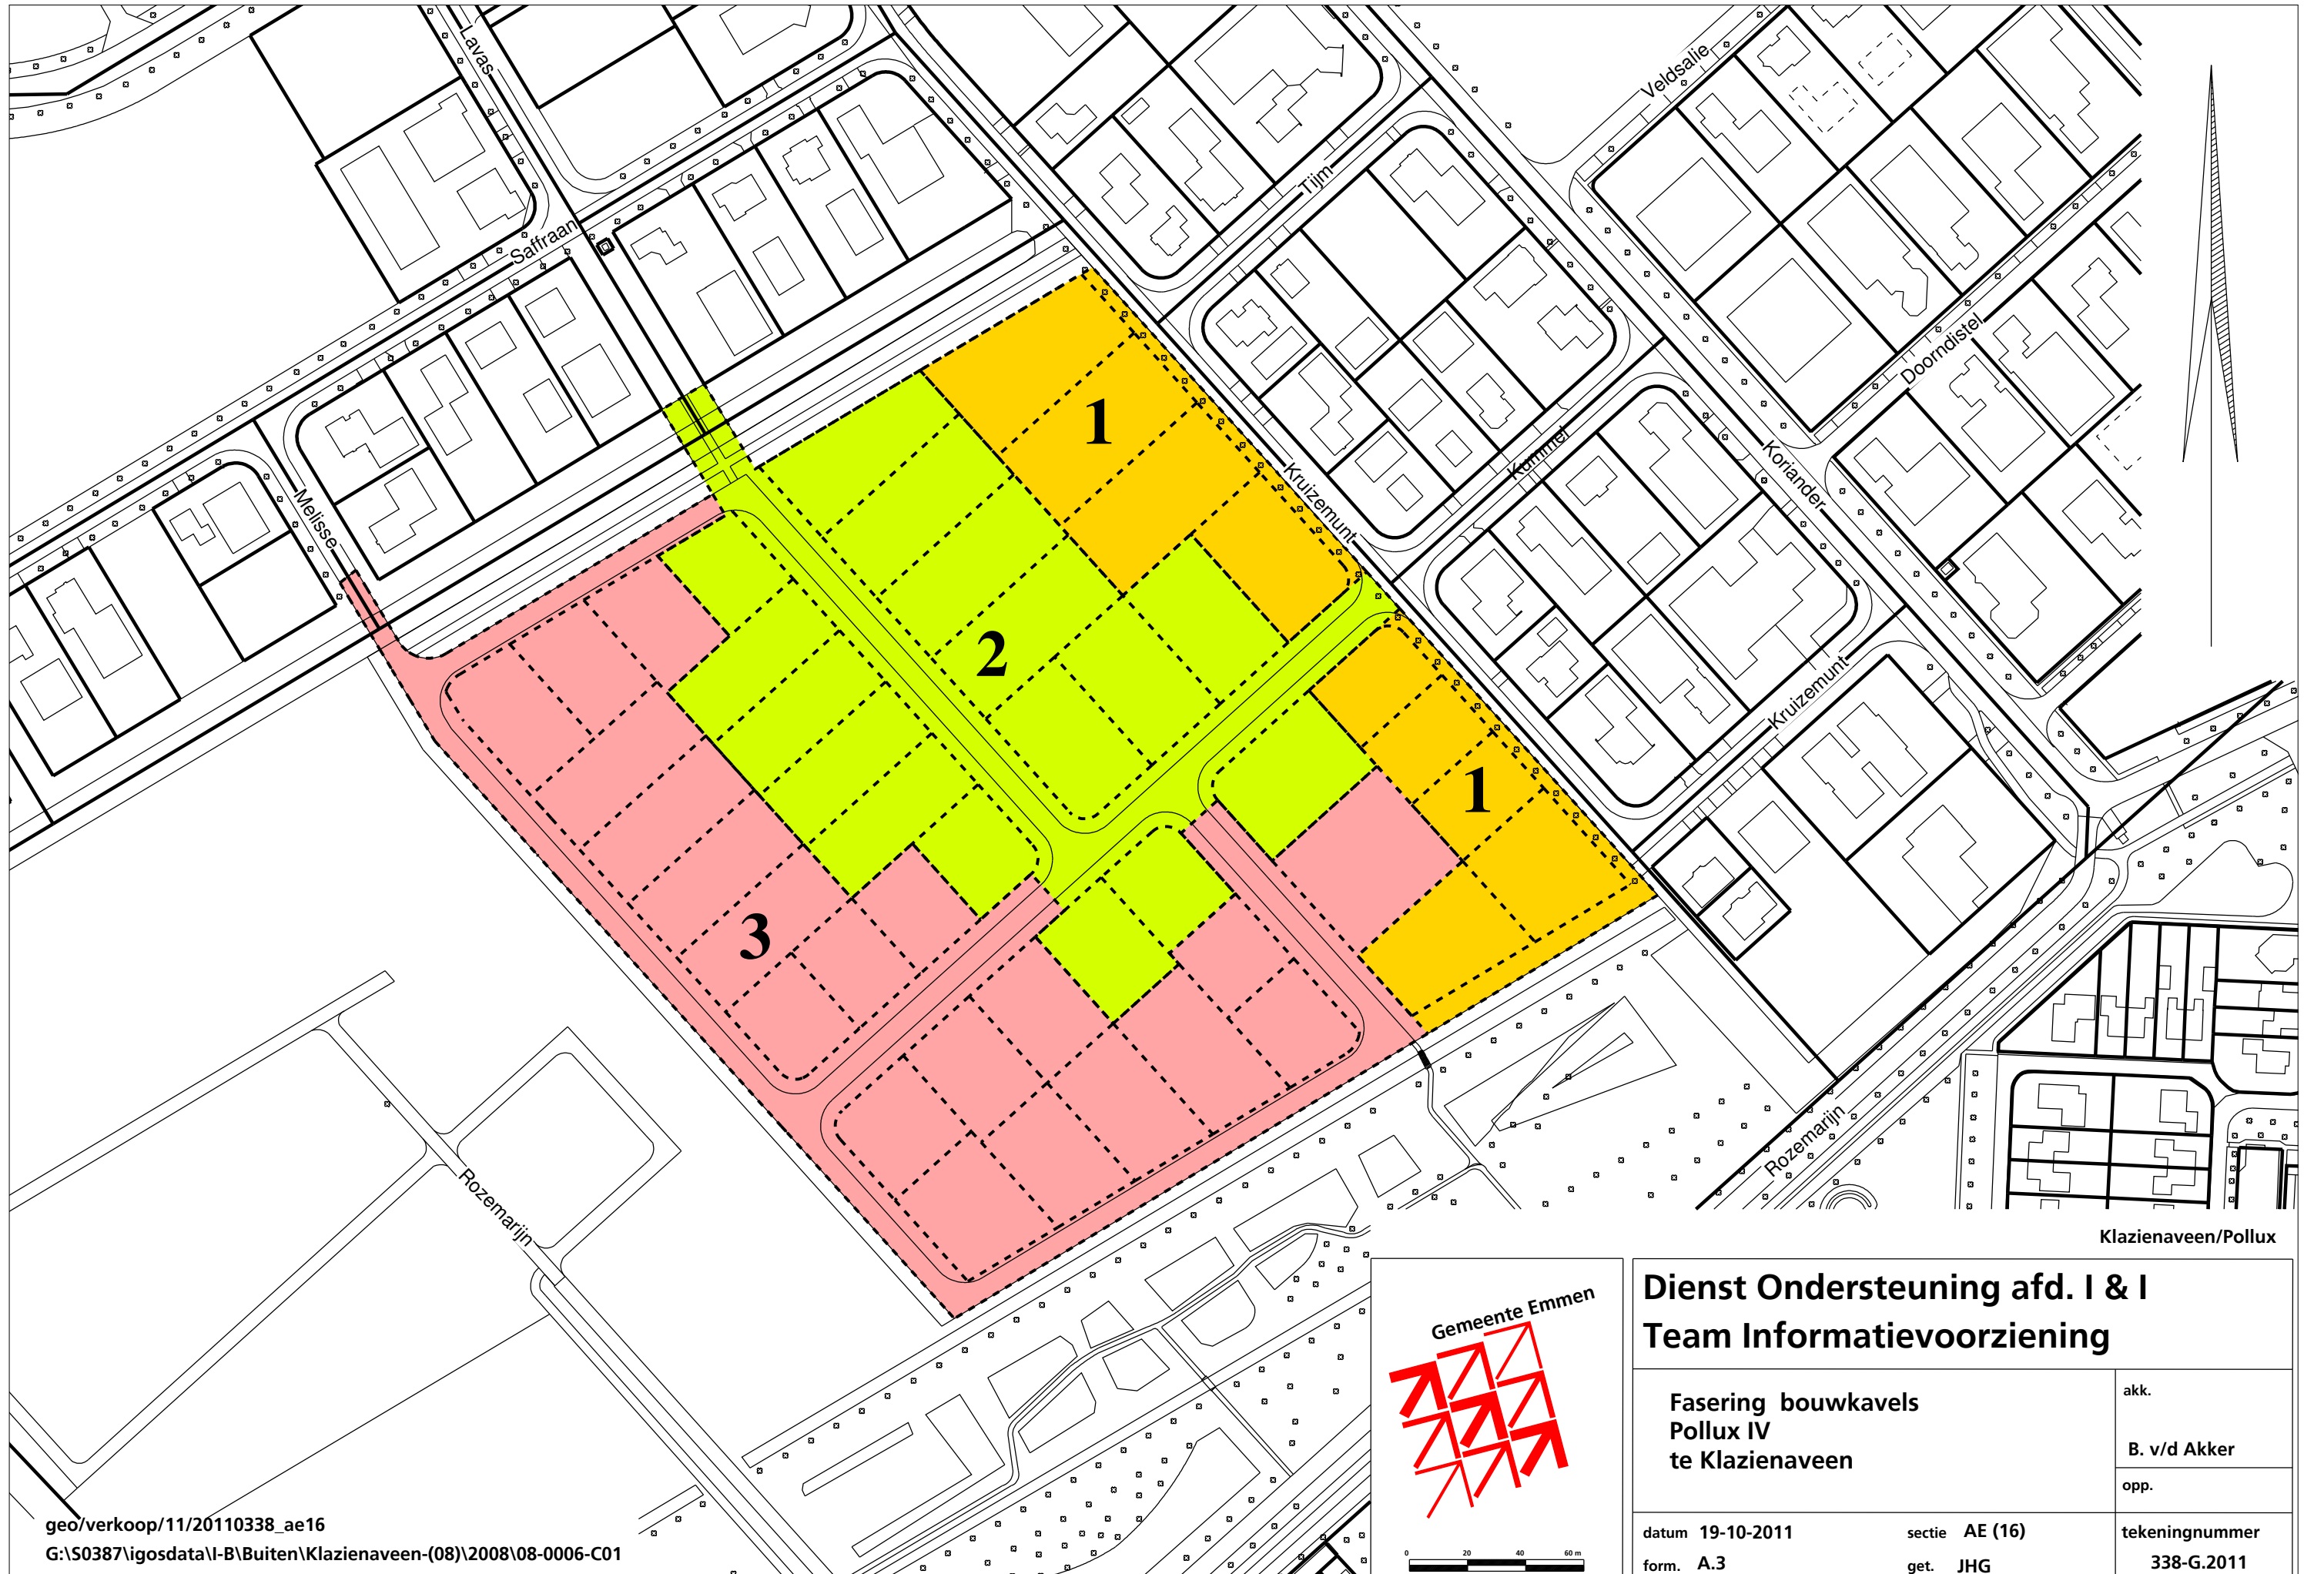 Lavas
Veldsalie
Tijm
Saffraan
Doorndistel
1
Kummel
Koriander
Kruizemunt
Melisse
2
Kruizemunt
1
3
Rozemarijn
Rozemarijn
Klazienaveen/Pollux
Gemeente Emmen
0 20 40 60 m
Dienst Ondersteuning afd. I & I
Team Informatievoorziening
Fasering bouwkavels
Pollux IV
te Klazienaveen
akk.
B. v/d Akker
opp.
datum 19-10-2011
sectie AE (16)
tekeningnummer
form. A.3
get. JHG
338-G.2011
geo/verkoop/11/20110338_ae16
G:\S0387\igosdata\I-B\Buiten\Klazienaveen-(08)\2008\08-0006-C01